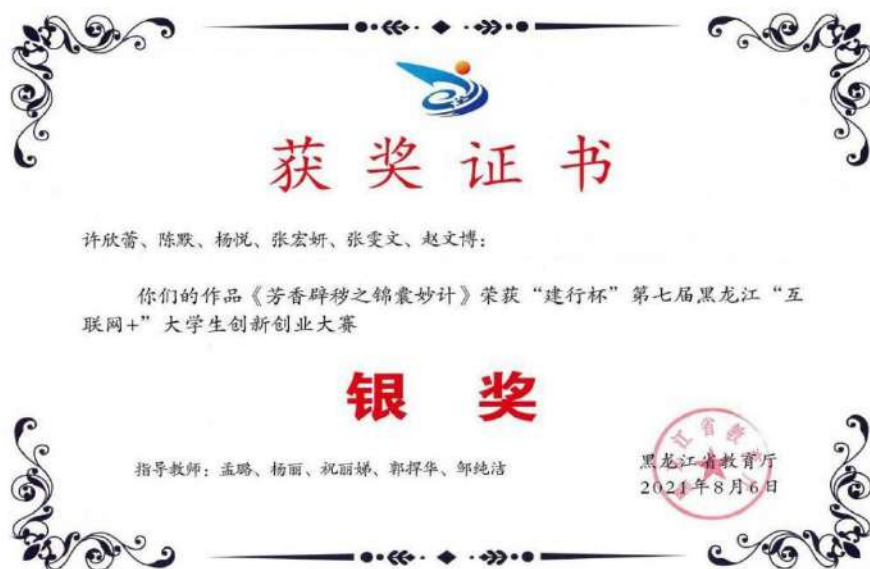 获奖证书
许欣蕾、陈默、杨悦、张宏妍、张雯文、赵文博：
你们的作品《芳香辟秽之锦囊妙计》荣获“建行杯”第七届黑龙江“互
联网+”大学生创新创业大赛
银 奖
指导教师：孟璐、杨丽、祝丽娣、郭捍华、邹纯洁
黑龙江省教育厅
2021年8月6日